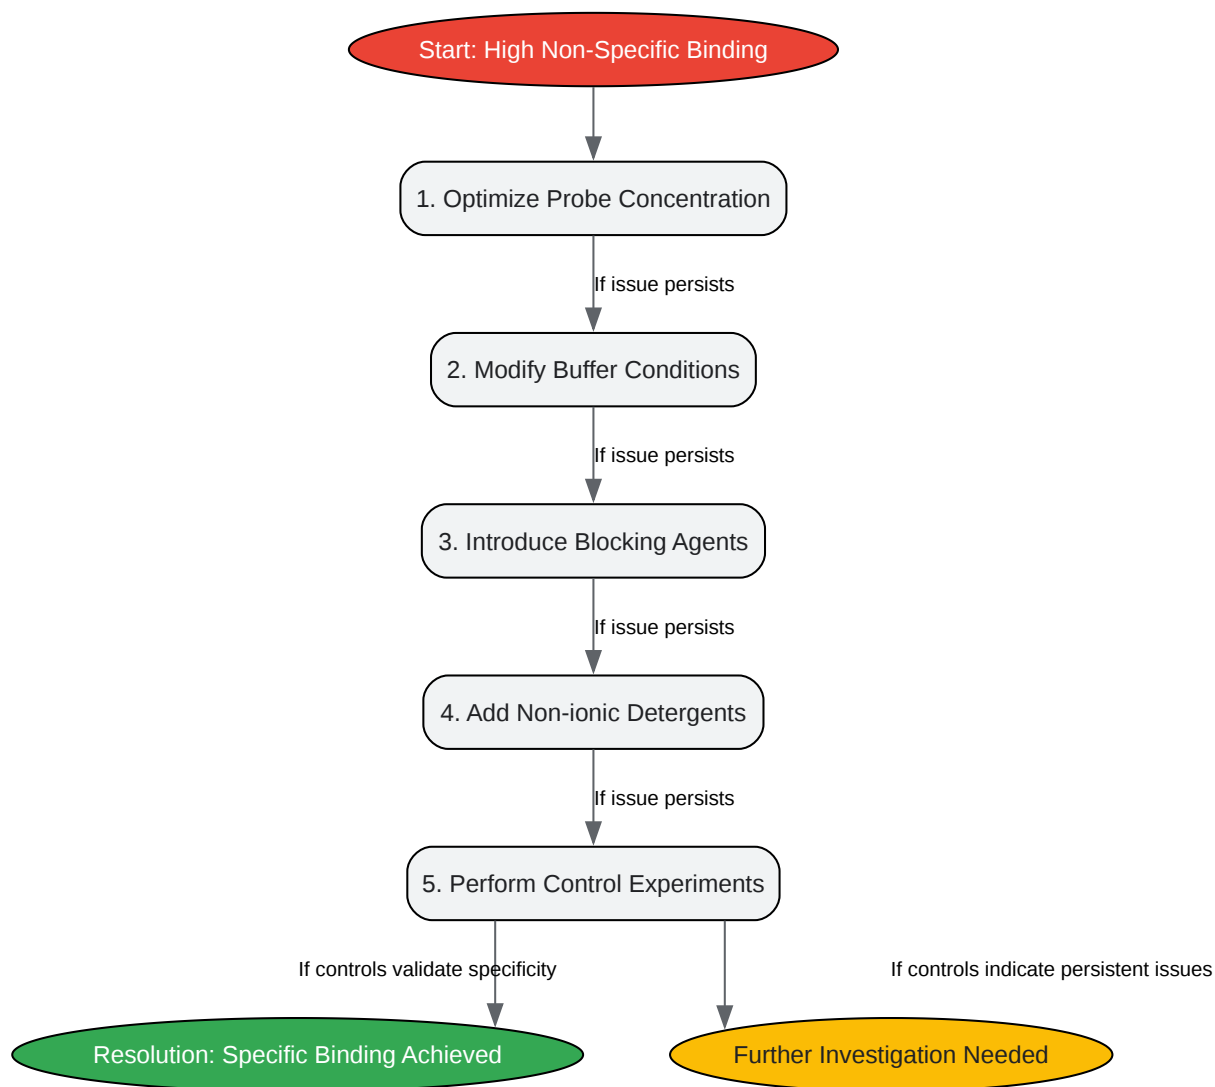 Start: High Non-Specific Binding
1. Optimize Probe Concentration
If issue persists
2. Modify Buffer Conditions
If issue persists
3. Introduce Blocking Agents
If issue persists
4. Add Non-ionic Detergents
If issue persists
5. Perform Control Experiments
If controls validate specificity
If controls indicate persistent issues
Resolution: Specific Binding Achieved
Further Investigation Needed